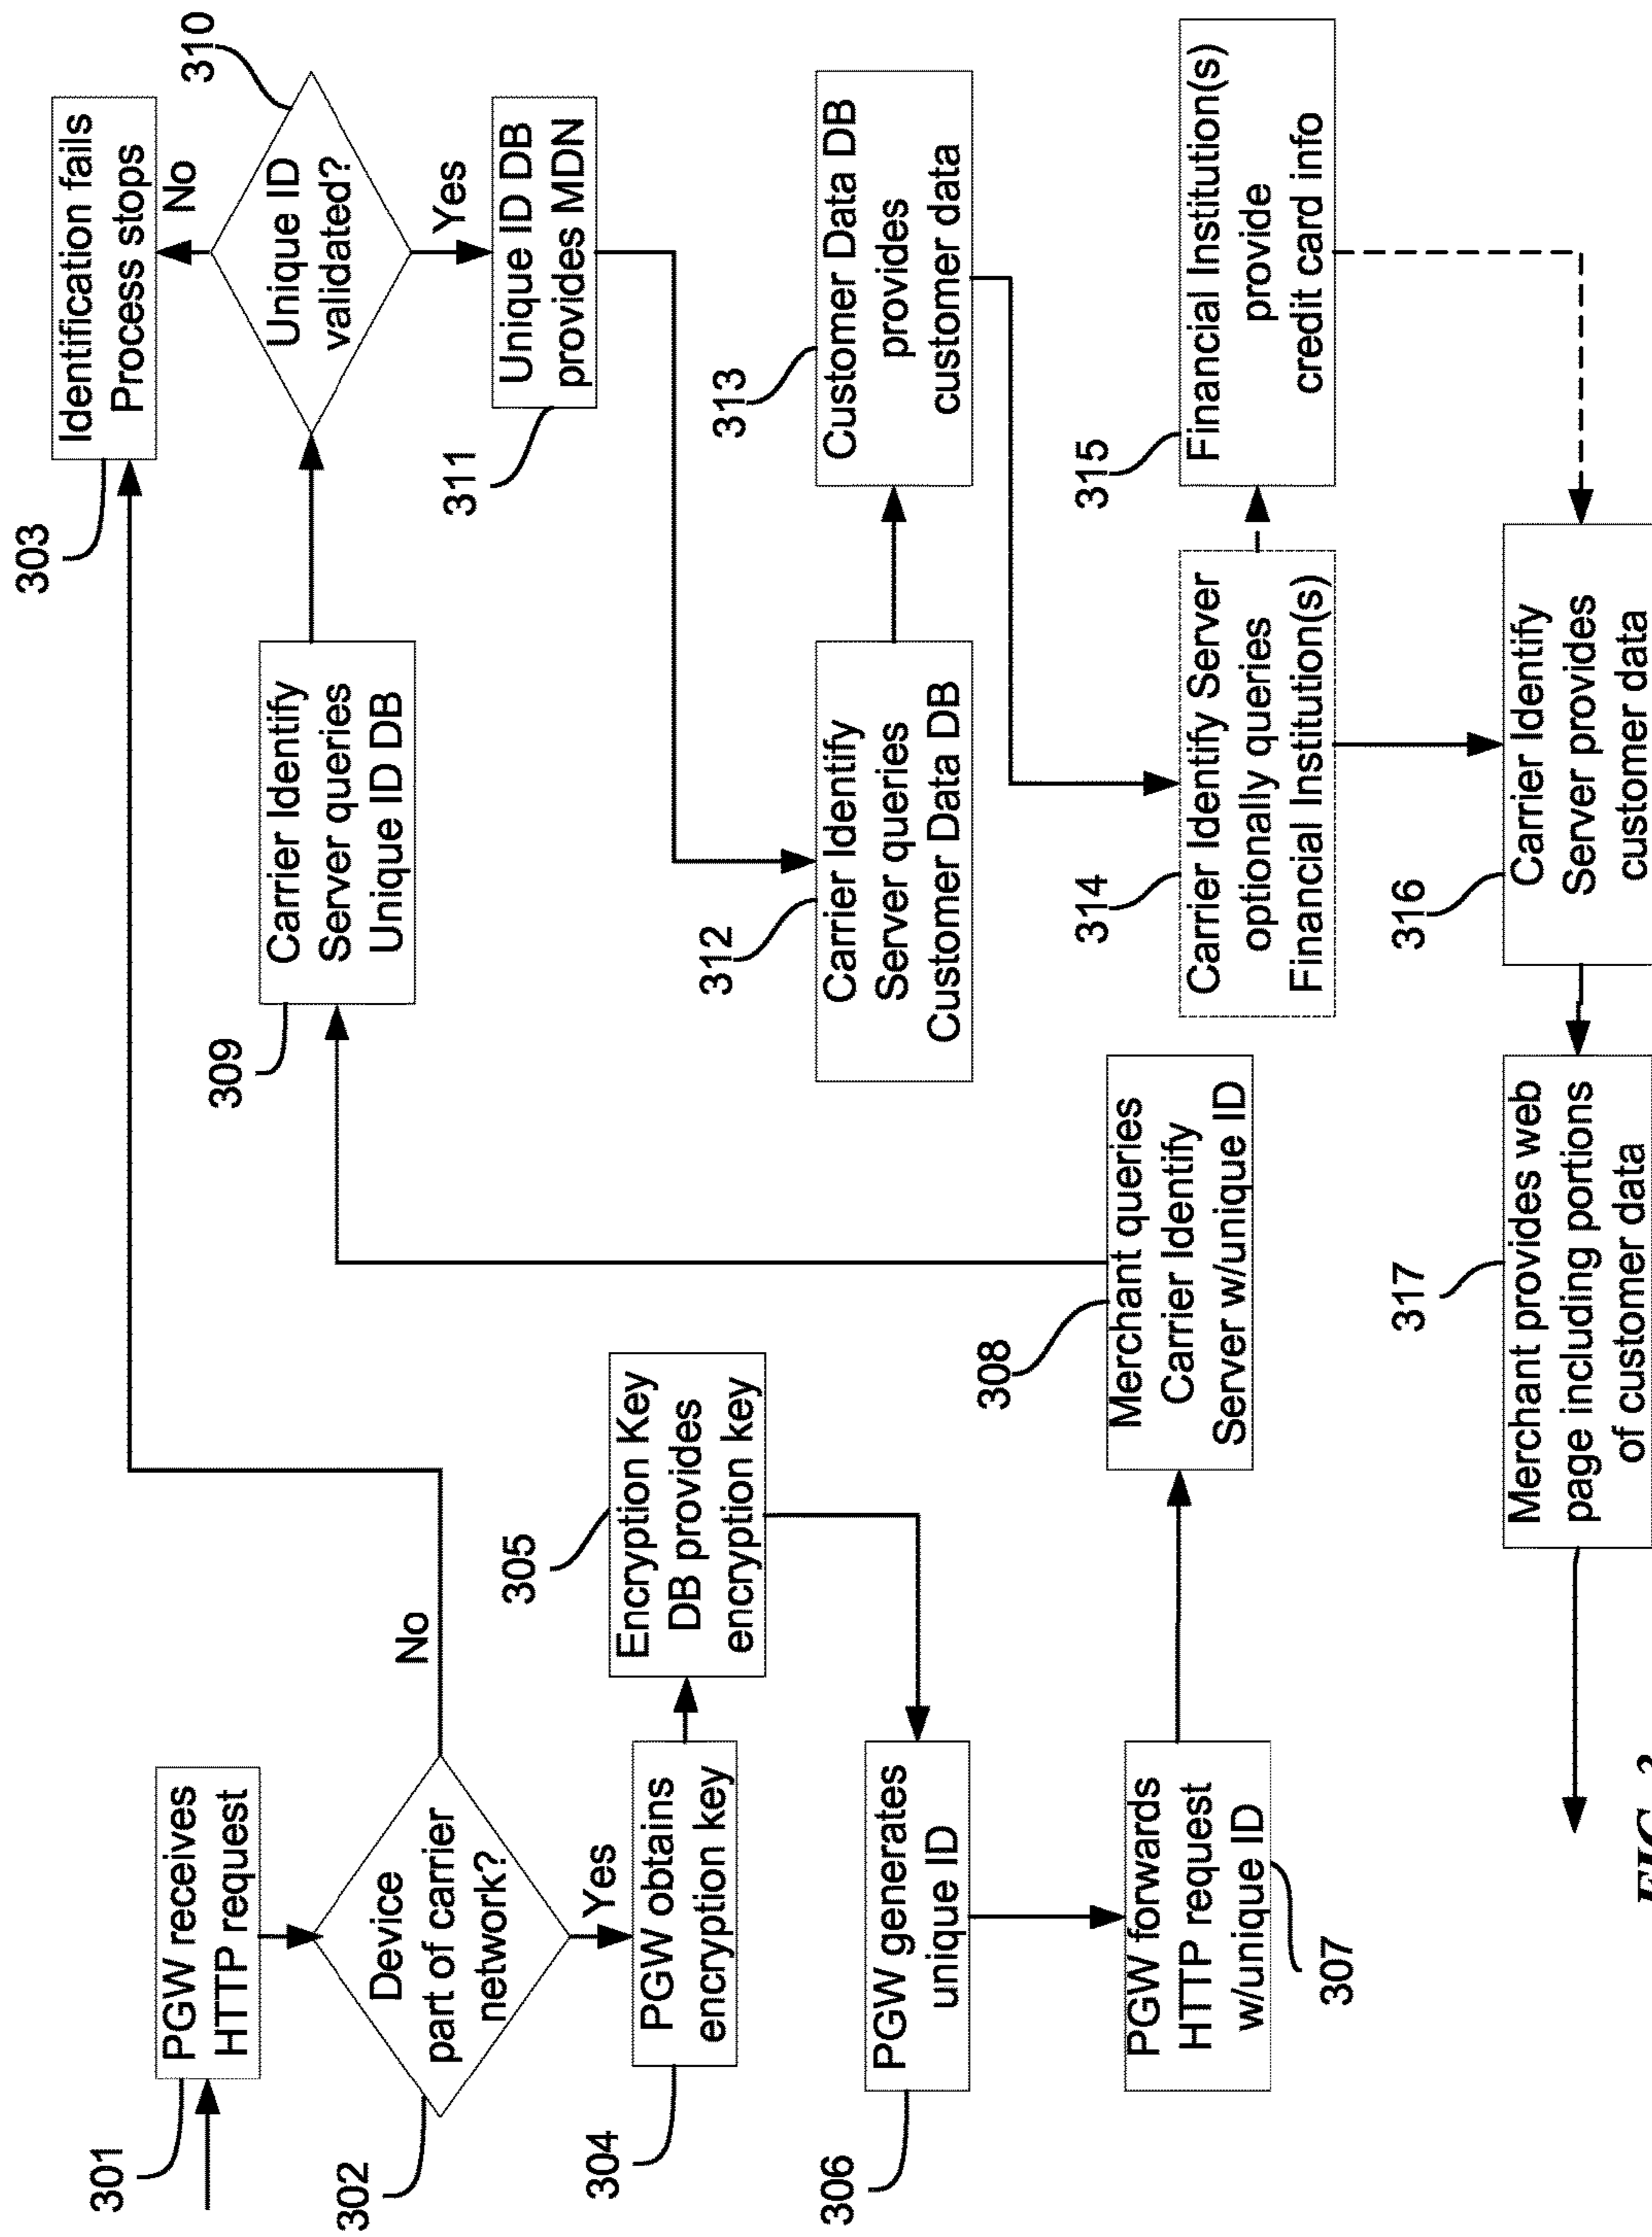 301
PGW receives
HTTP request
302
Device
part of carrier
network?
No
Yes
303
Identification fails
Process stops
304
PGW obtains
encryption key
305
Encryption Key
DB provides
encryption key
306
PGW generates
unique ID
PGW forwards
HTTP request
w/unique ID
307
308
Merchant queries
Carrier Identify
Server w/unique ID
309
Carrier Identify
Server queries
Unique ID DB
310
Unique ID
validated?
No
Yes
311
Unique ID DB
provides MDN
312
Carrier Identify
Server queries
Customer Data DB
313
Customer Data DB
provides
customer data
314
Carrier Identify Server
optionally queries
Financial Institution(s)
315
Financial Institution(s)
provide
credit card info
316
Carrier Identify
Server provides
customer data
317
Merchant provides web
page including portions
of customer data
FIG. 3